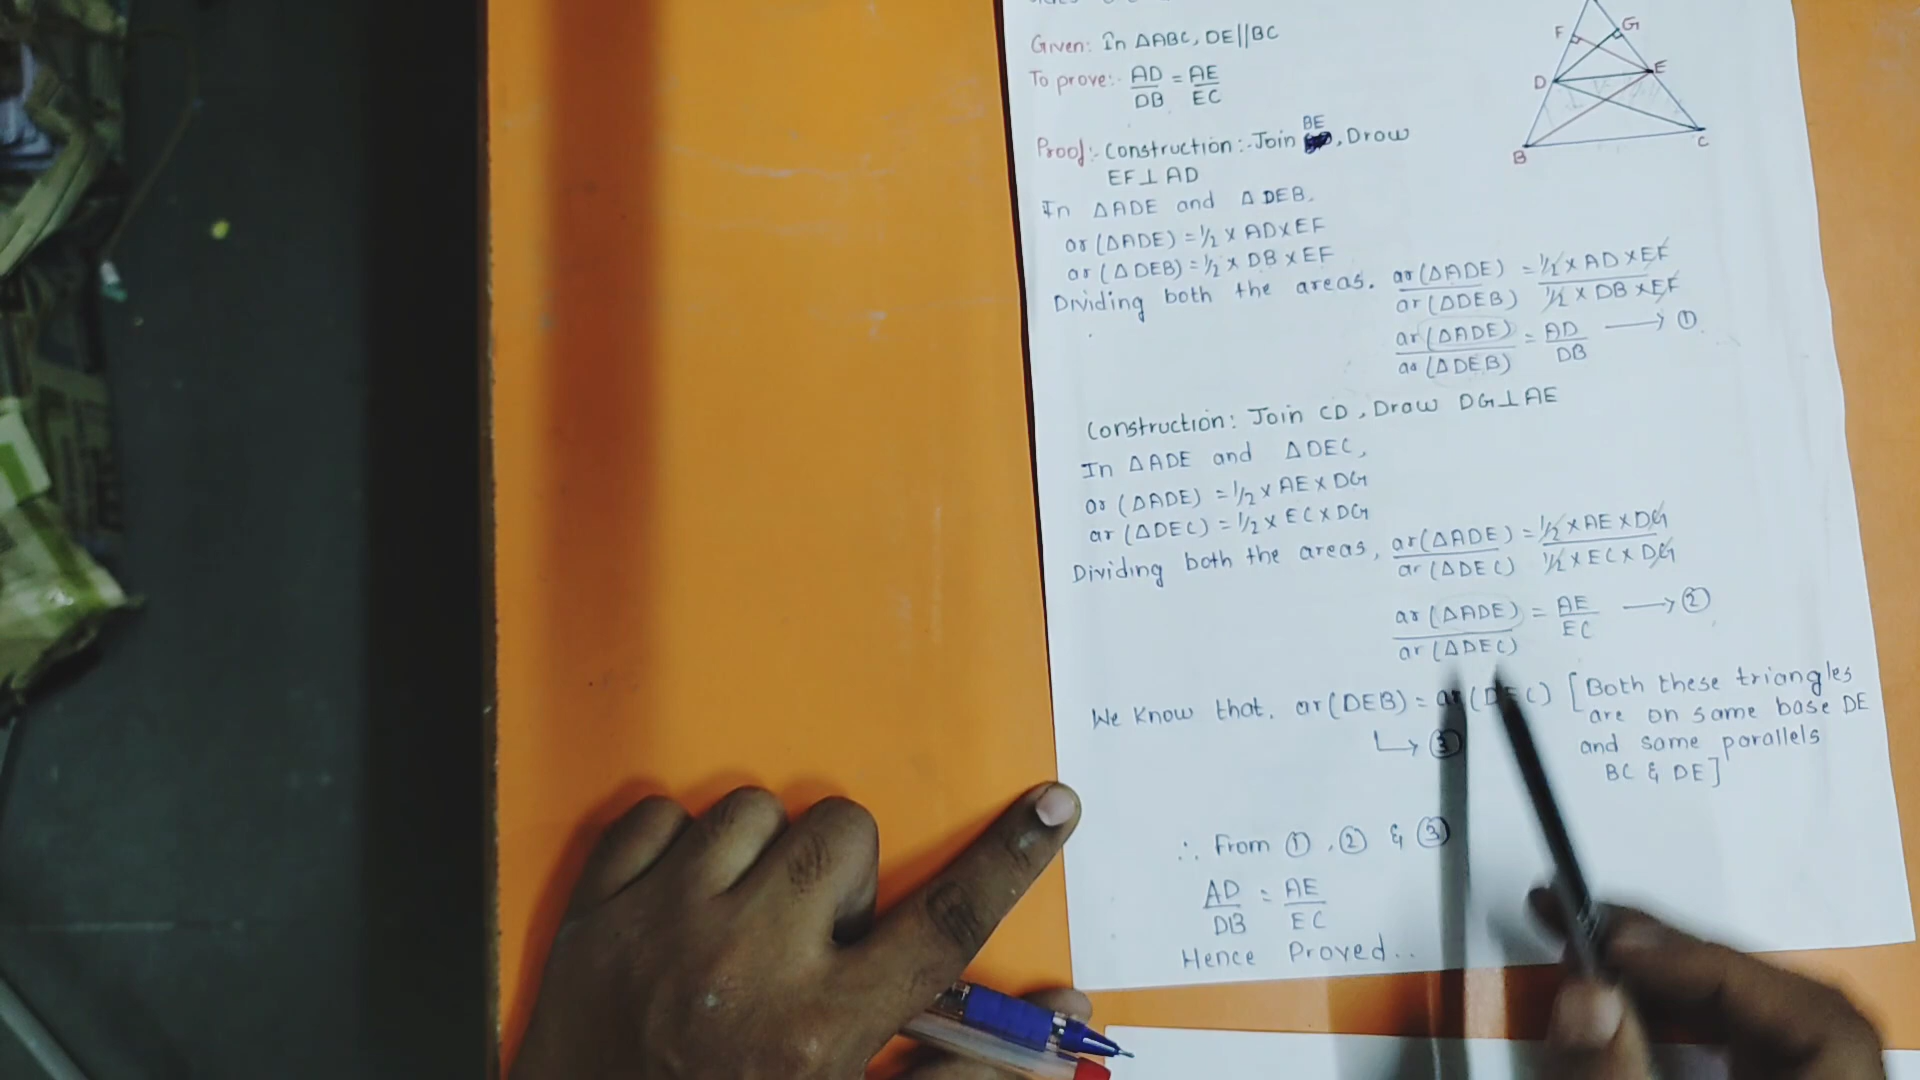 Given: In ΔABC, DE||BC
To prove:- AD/DB = AE/EC
Proof:- Construction:- Join BE, Draw
EF⊥AD
In ΔADE and ΔDEB,
ar(ΔADE) = 1/2 × AD × EF
ar(ΔDEB) = 1/2 × DB × EF
Dividing both the areas. ar(ΔADE)/ar(ΔDEB) = 1/2 × AD × EF / 1/2 × DB × EF
ar(ΔADE)/ar(ΔDEB) = AD/DB → ①
Construction: Join CD, Draw DG⊥AE
In ΔADE and ΔDEC,
ar(ΔADE) = 1/2 × AE × DG
ar(ΔDEC) = 1/2 × EC × DG
Dividing both the areas, ar(ΔADE)/ar(ΔDEC) = 1/2 × AE × DG / 1/2 × EC × DG
ar(ΔADE)/ar(ΔDEC) = AE/EC → ②
We Know that. ar(DEB) = ar(DEC) [Both these triangles
are on same base DE
↳ ③ and same parallels
BC & DE]
∴ From ①, ② & ③
AD/DB = AE/EC
Hence Proved..
F G
D E
B C